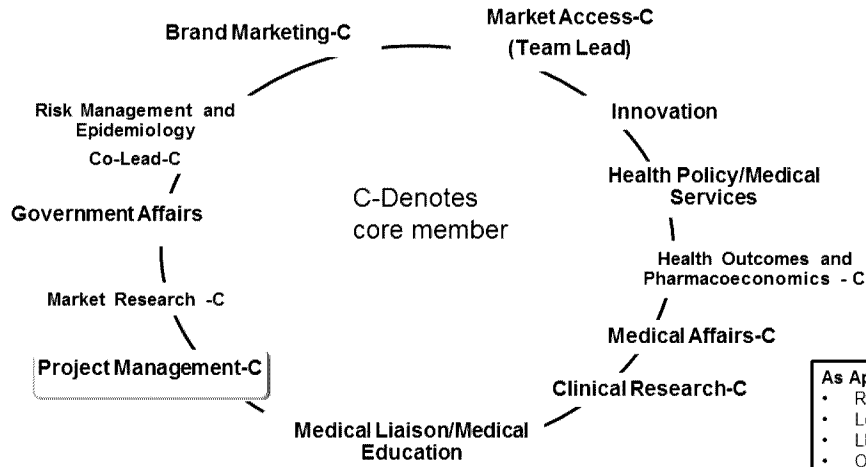 Brand Marketing-C
Market Access-C
(Team Lead)
Risk Management and
Epidemiology
Co-Lead-C
Innovation
Health Policy/Medical
Services
C-Denotes
core member
Government Affairs
Health Outcomes and
Pharmacoeconomics - C
Market Research -C
Medical Affairs-C
Project Management-C
Clinical Research-C
Medical Liaison/Medical
Education
As